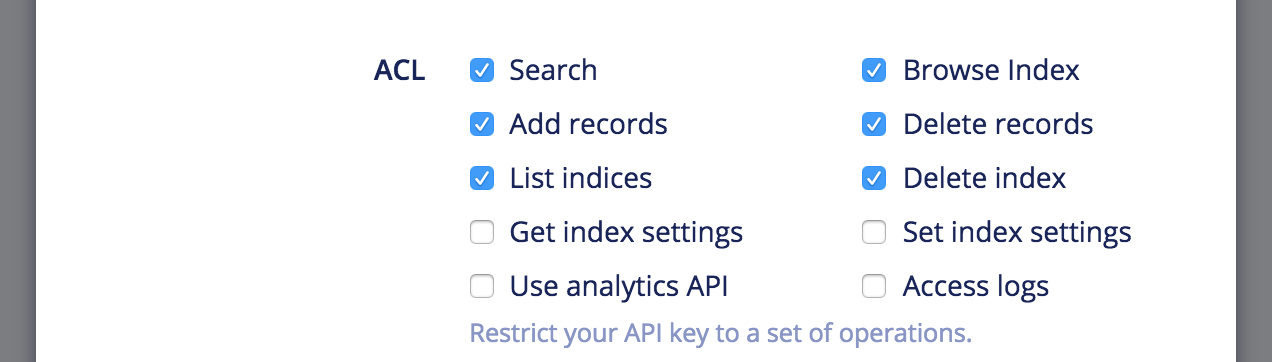 ACL Search Browse Index
Add records Delete records
List indices Delete index
Get index settings Set index settings
Use analytics API Access logs
Restrict your API key to a set of operations.